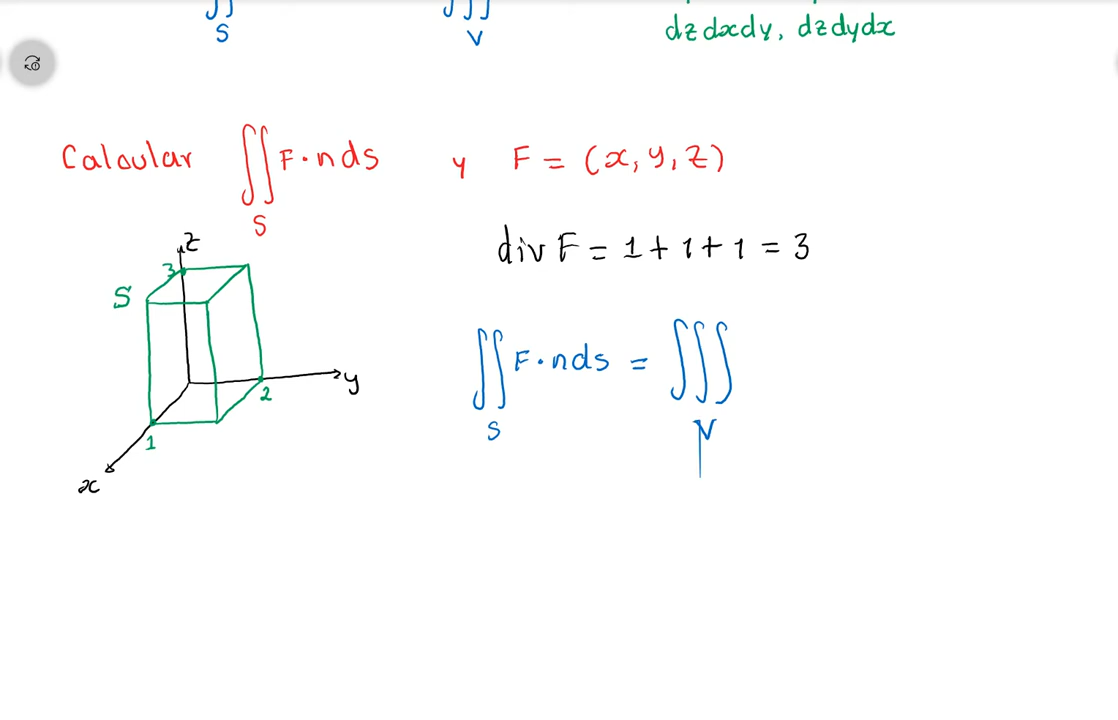 ∬ ∭
S V dzdxdy, dzdydx
Calcular ∬ F·nds y F = (x, y, z)
S
z
3
S
y
2
1
x
div F = 1 + 1 + 1 = 3
∬ F·nds = ∭
S V